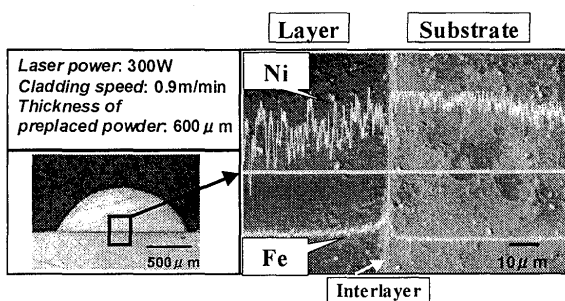 Layer Substrate
Laser power: 300W
Cladding speed: 0.9m/min
Thickness of
preplaced powder: 600 μ m
Ni
Fe
500 μ m
10 μ m
Interlayer